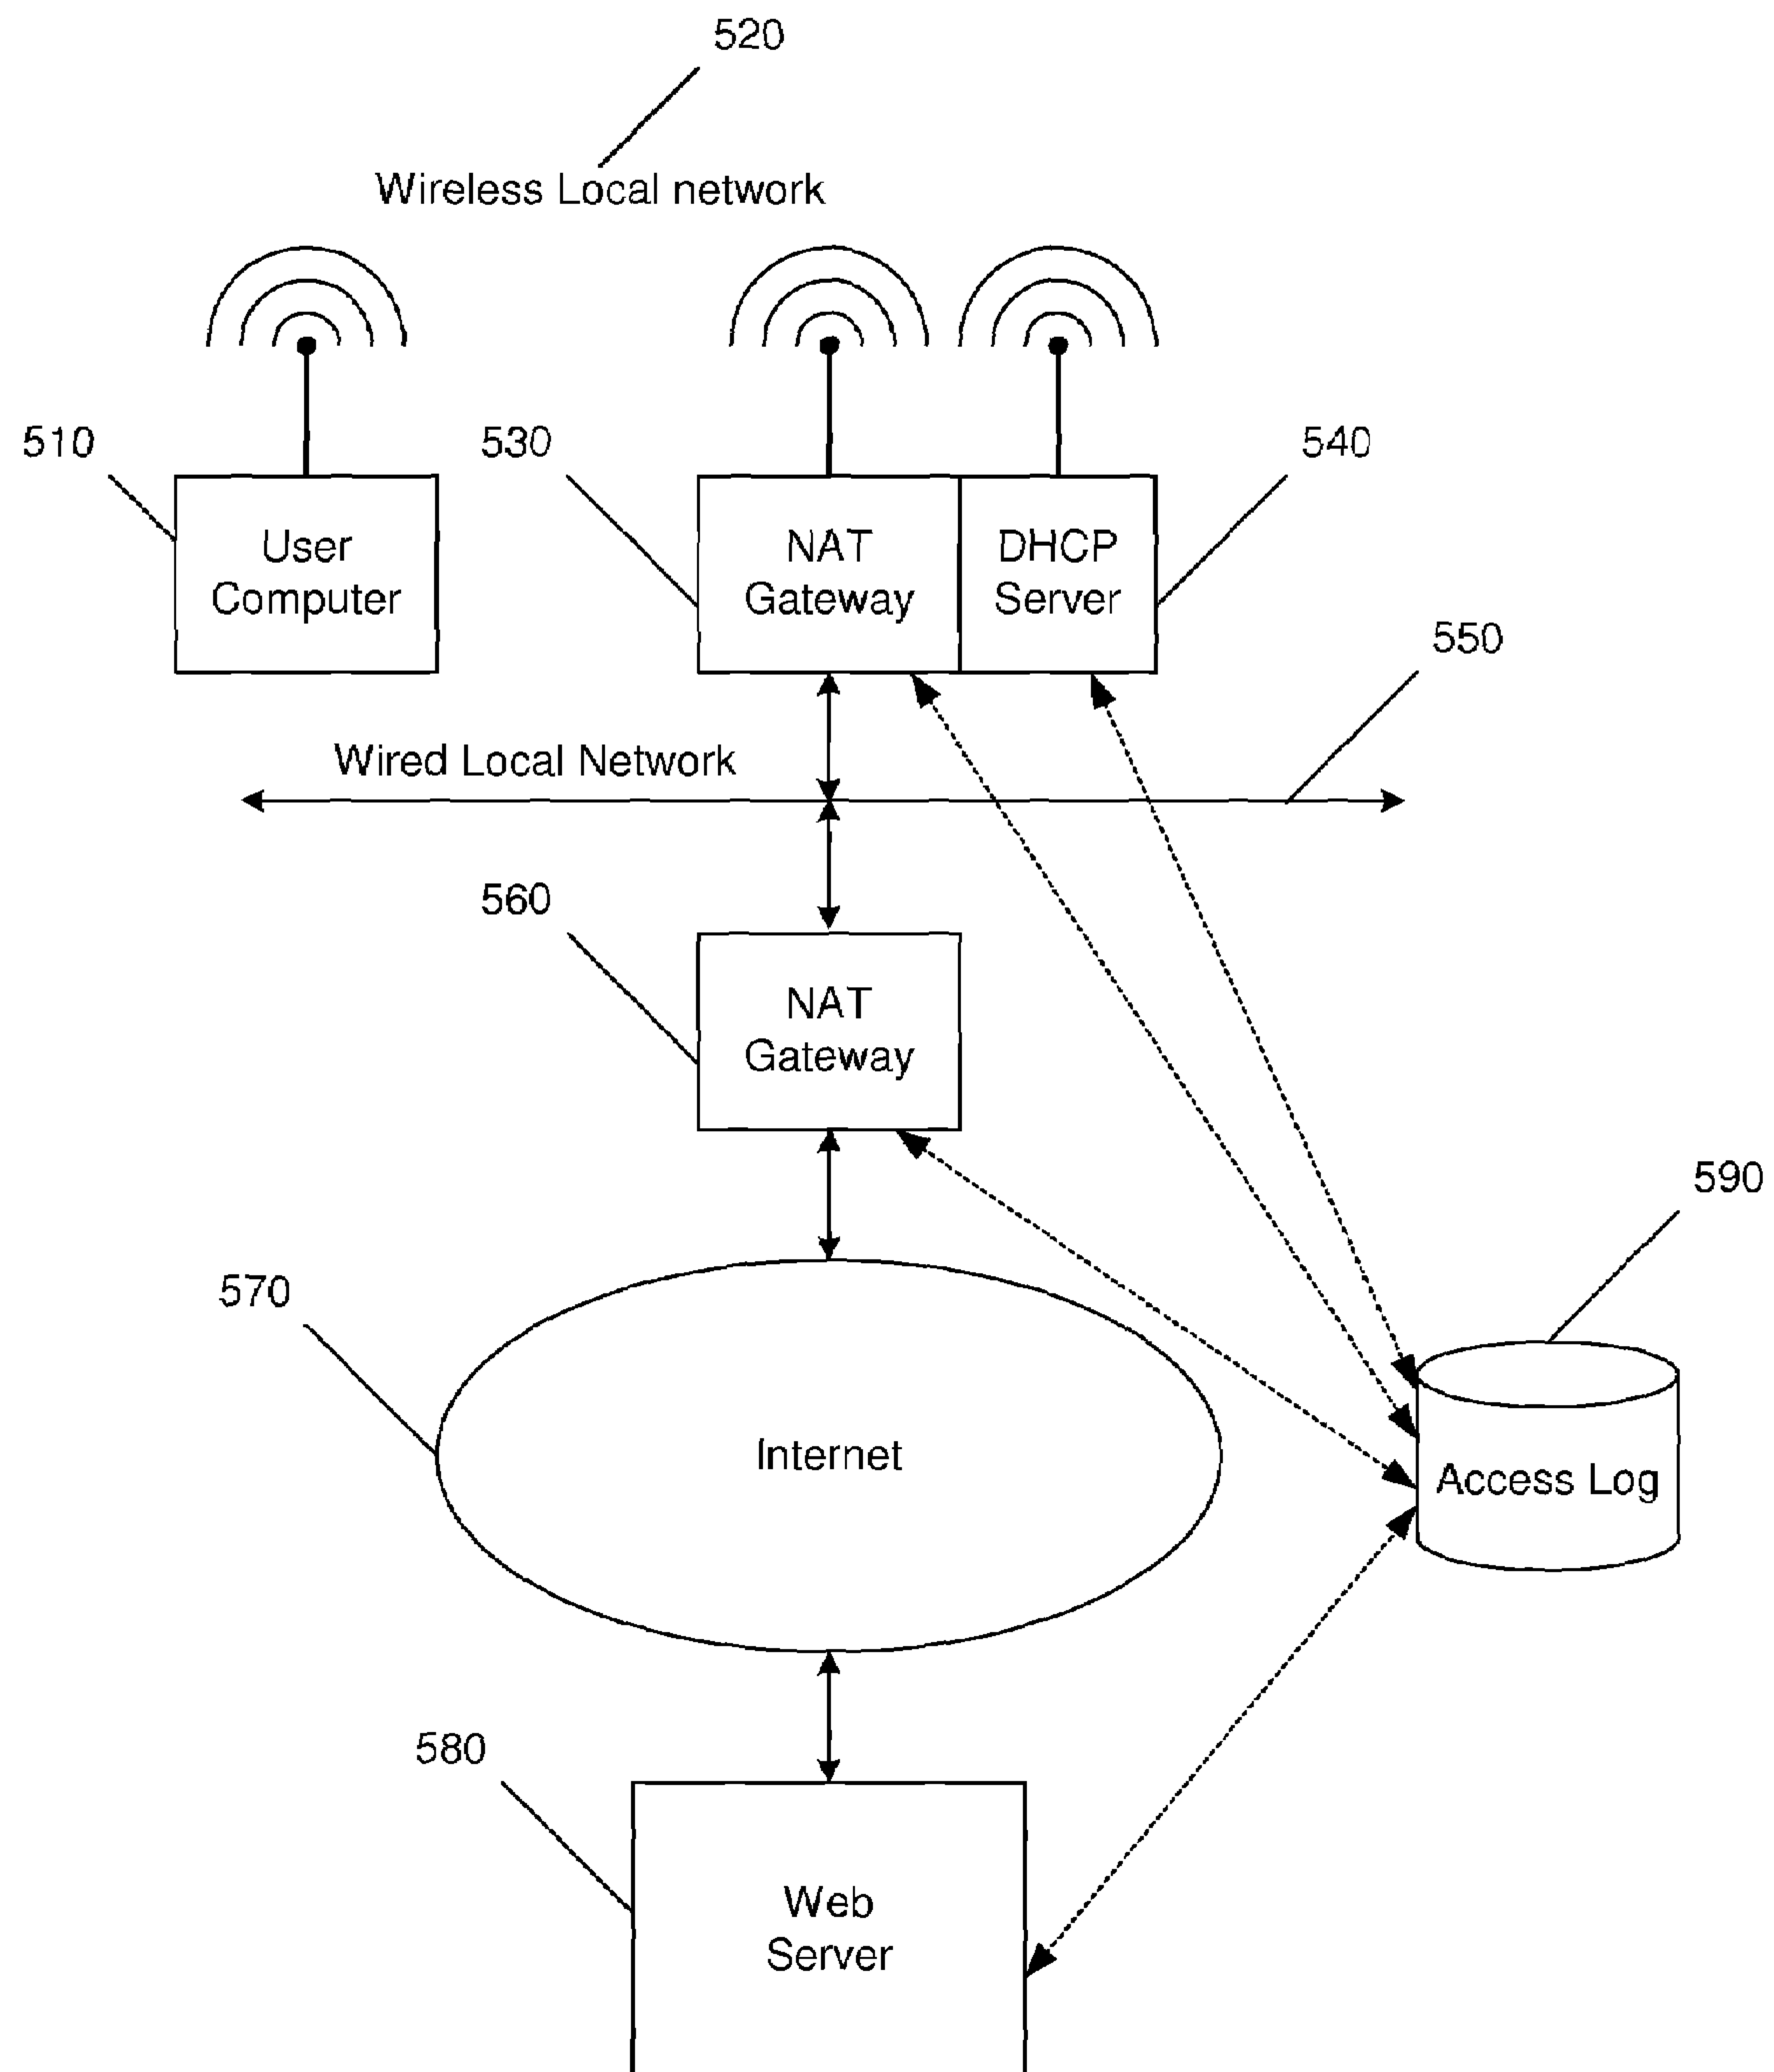 520
Wireless Local network
510
530
540
User
Computer
NAT
Gateway
DHCP
Server
550
Wired Local Network
560
NAT
Gateway
590
570
Internet
Access Log
580
Web
Server